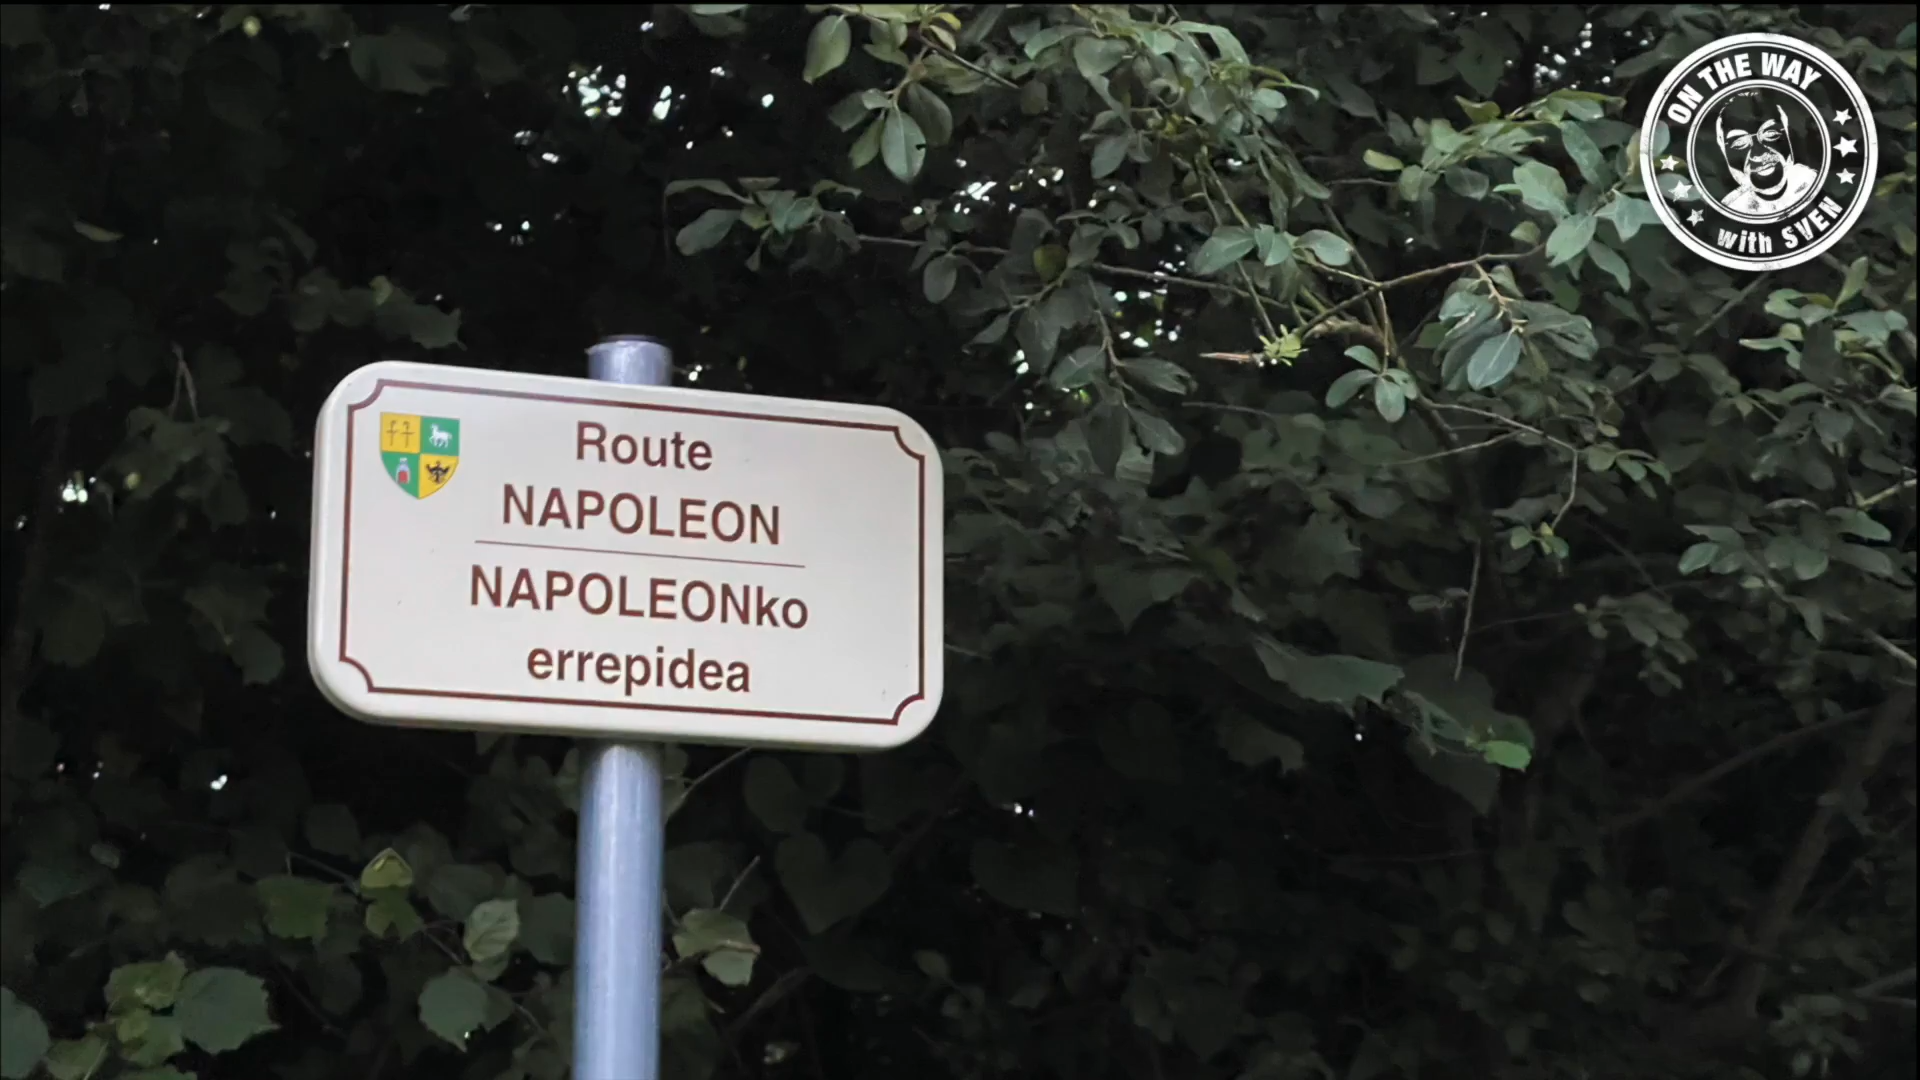 Route
NAPOLEON
NAPOLEONko
errepidea
ON THE WAY
with SVEN